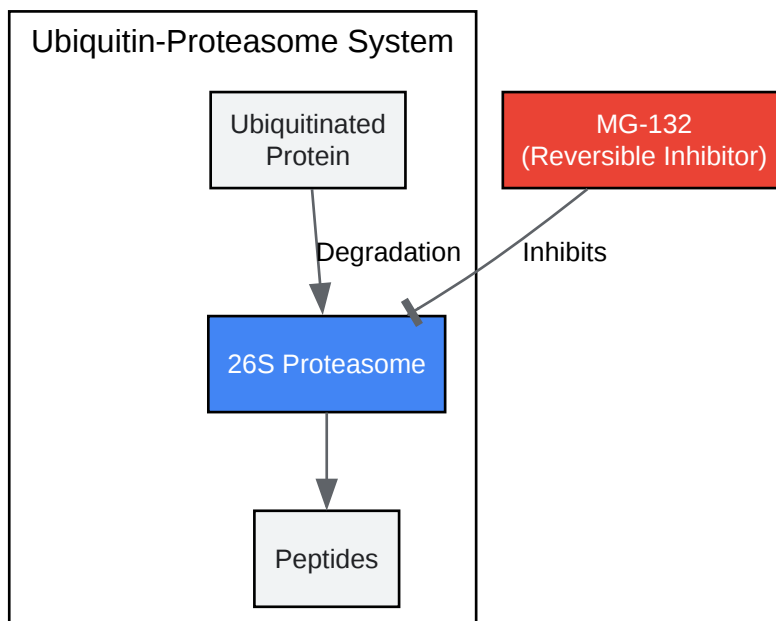 Ubiquitin-Proteasome System
Ubiquitinated
Protein
MG-132
(Reversible Inhibitor)
Degradation
Inhibits
26S Proteasome
Peptides